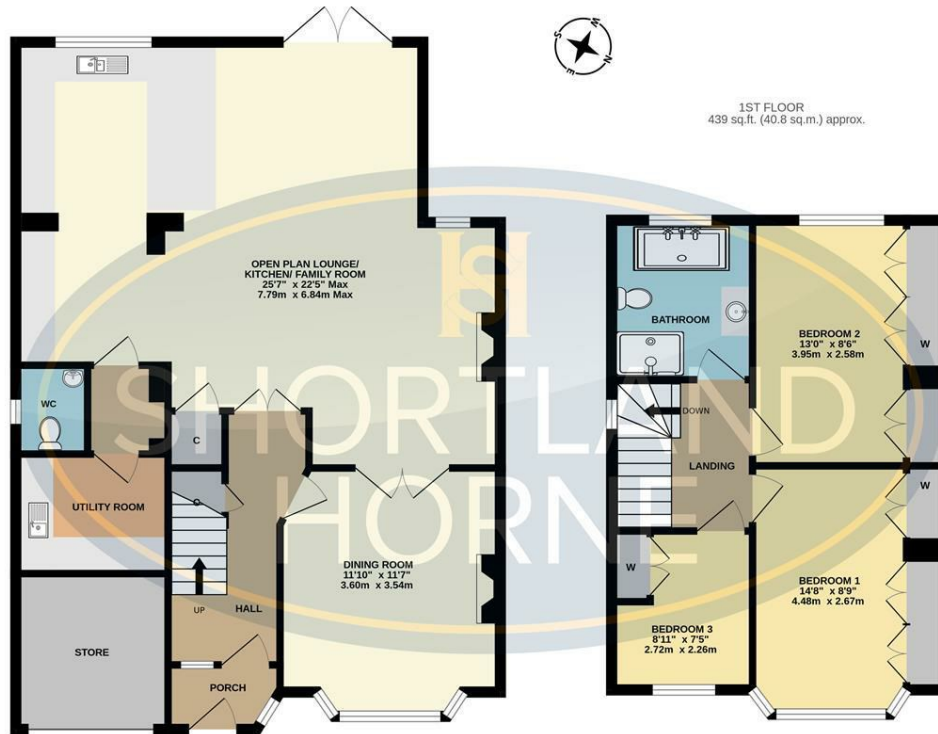 1ST FLOOR
439 sq.ft. (40.8 sq.m.) approx.
N
E
S
W
OPEN PLAN LOUNGE/
KITCHEN/ FAMILY ROOM
25'7" x 22'5" Max
7.79m x 6.84m Max
WC
C
C
UTILITY ROOM
STORE
UP
HALL
PORCH
DINING ROOM
11'10" x 11'7"
3.60m x 3.54m
BATHROOM
DOWN
LANDING
BEDROOM 2
13'0" x 8'6"
3.95m x 2.58m
W
W
W
BEDROOM 1
14'8" x 8'9"
4.48m x 2.67m
BEDROOM 3
8'11" x 7'5"
2.72m x 2.26m
SH
SHORTLAND
HORNE